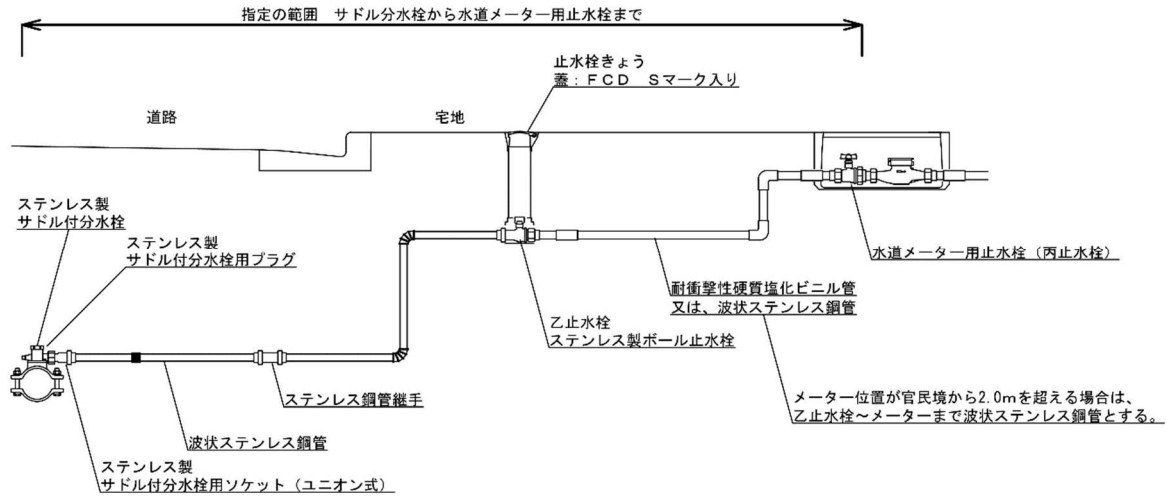 指定の範囲　サドル分水栓から水道メーター用止水栓まで
止水栓きょう
蓋：ＦＣＤ　Ｓマーク入り
道路
宅地
ステンレス製
サドル付分水栓
ステンレス製
サドル付分水栓用プラグ
水道メーター用止水栓（丙止水栓）
耐衝撃性硬質塩化ビニル管
又は、波状ステンレス鋼管
乙止水栓
ステンレス製ボール止水栓
ステンレス鋼管継手
メーター位置が官民境から2.0mを超える場合は、
乙止水栓～メーターまで波状ステンレス鋼管とする。
波状ステンレス鋼管
ステンレス製
サドル付分水栓用ソケット（ユニオン式）